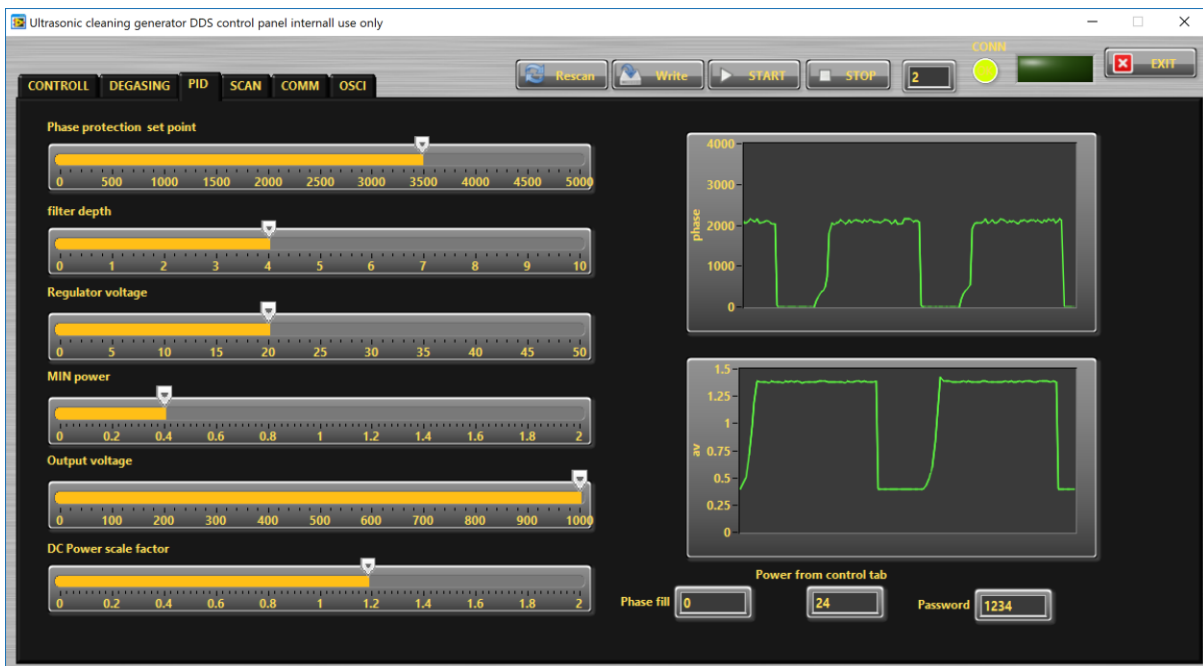 Ultrasonic cleaning generator DDS control panel internall use only
CONN
Rescan Write START STOP 2 EXIT
CONTROLL DEGASING PID SCAN COMM OSCI
Phase protection set point
0 500 1000 1500 2000 2500 3000 3500 4000 4500 5000
filter depth
0 1 2 3 4 5 6 7 8 9 10
Regulator voltage
0 5 10 15 20 25 30 35 40 45 50
MIN power
0 0.2 0.4 0.6 0.8 1 1.2 1.4 1.6 1.8 2
Output voltage
0 100 200 300 400 500 600 700 800 900 1000
DC Power scale factor
0 0.2 0.4 0.6 0.8 1 1.2 1.4 1.6 1.8 2
phase
4000
3000
2000
1000
0
av
1.5
1.25
1
0.75
0.5
0.25
0
Power from control tab
Phase fill 0 24 Password 1234